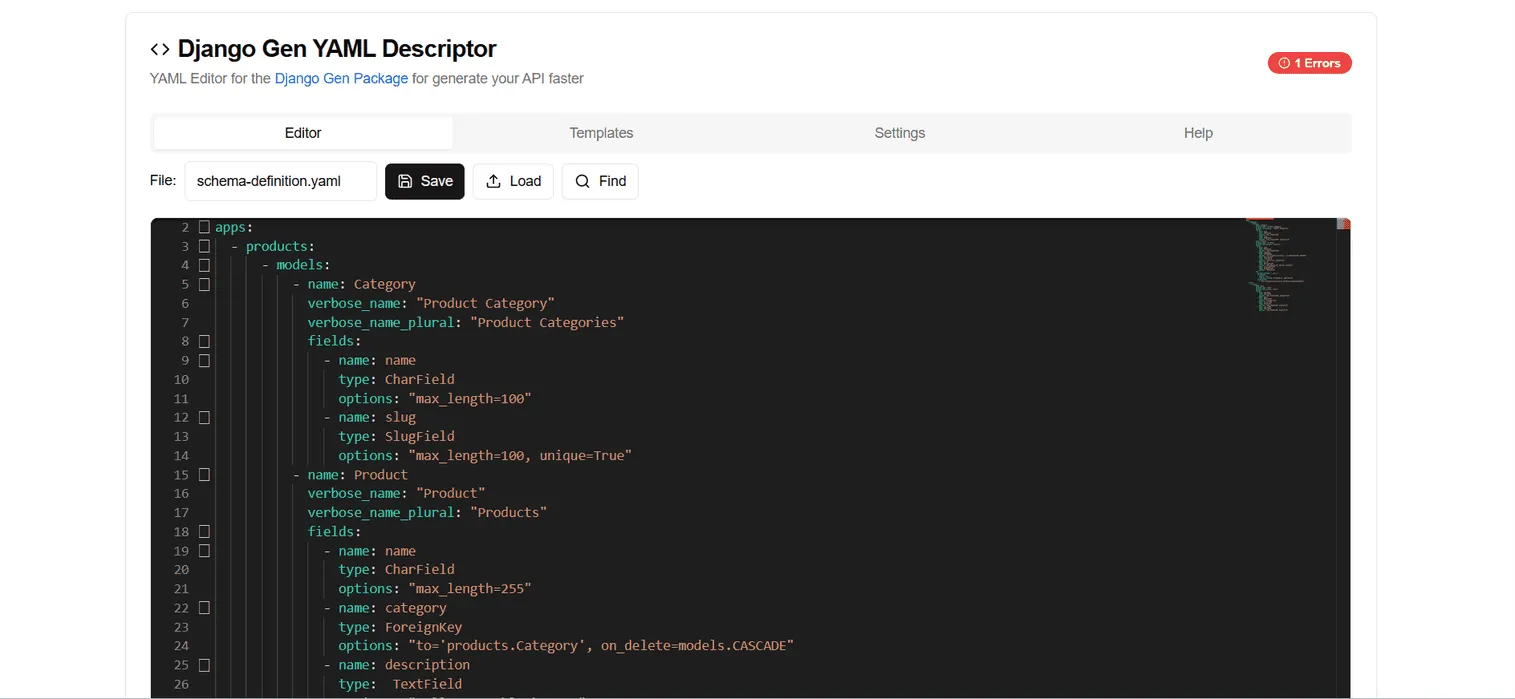 Django Gen YAML Descriptor
YAML Editor for the Django Gen Package for generate your API faster
1 Errors
Editor Templates Settings Help
File: schema-definition.yaml Save Load Find
2 apps:
3 - products:
4 - models:
5 - name: Category
6 verbose_name: "Product Category"
7 verbose_name_plural: "Product Categories"
8 fields:
9 - name: name
10 type: CharField
11 options: "max_length=100"
12 - name: slug
13 type: SlugField
14 options: "max_length=100, unique=True"
15 - name: Product
16 verbose_name: "Product"
17 verbose_name_plural: "Products"
18 fields:
19 - name: name
20 type: CharField
21 options: "max_length=255"
22 - name: category
23 type: ForeignKey
24 options: "to='products.Category', on_delete=models.CASCADE"
25 - name: description
26 type:  TextField